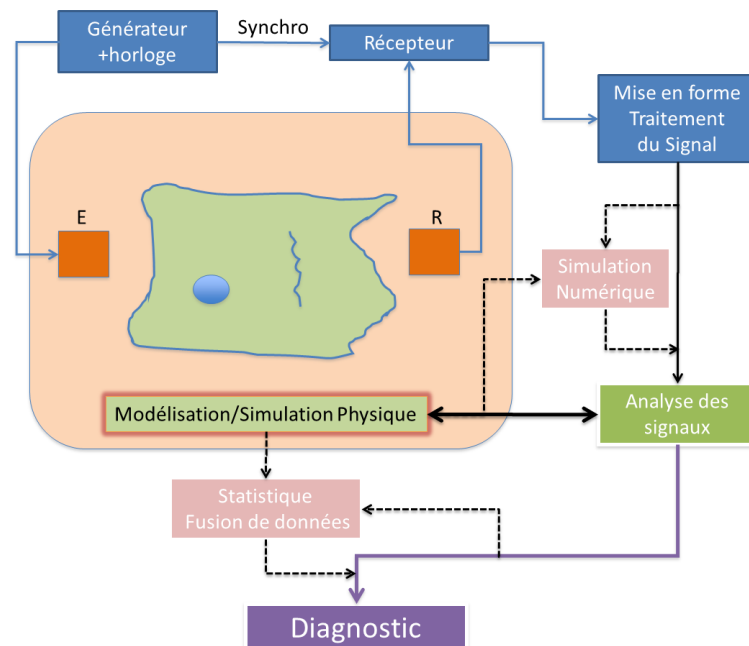 Générateur
+horloge
Synchro
Récepteur
Mise en forme
Traitement
du Signal
E
R
Simulation
Numérique
Modélisation/Simulation Physique
Analyse des
signaux
Statistique
Fusion de données
Diagnostic